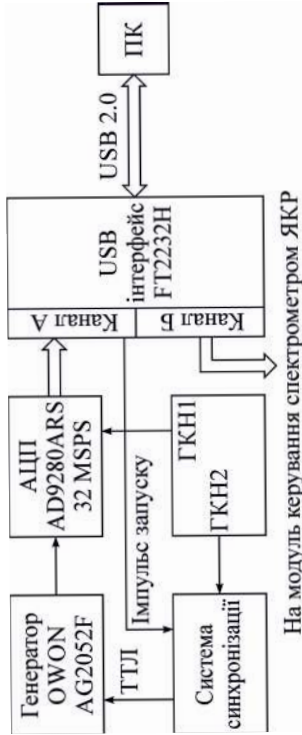 Генератор
OWON
AG2052F
АЦП
AD9280ARS
32 MSPS
Канал А
Канал Б
USB
інтерфейс
FT2232H
USB 2.0
ПК
ТТЛ
Імпульс запуску
Система
синхронізації
ГКН1
ГКН2
На модуль керування спектрометром ЯКР